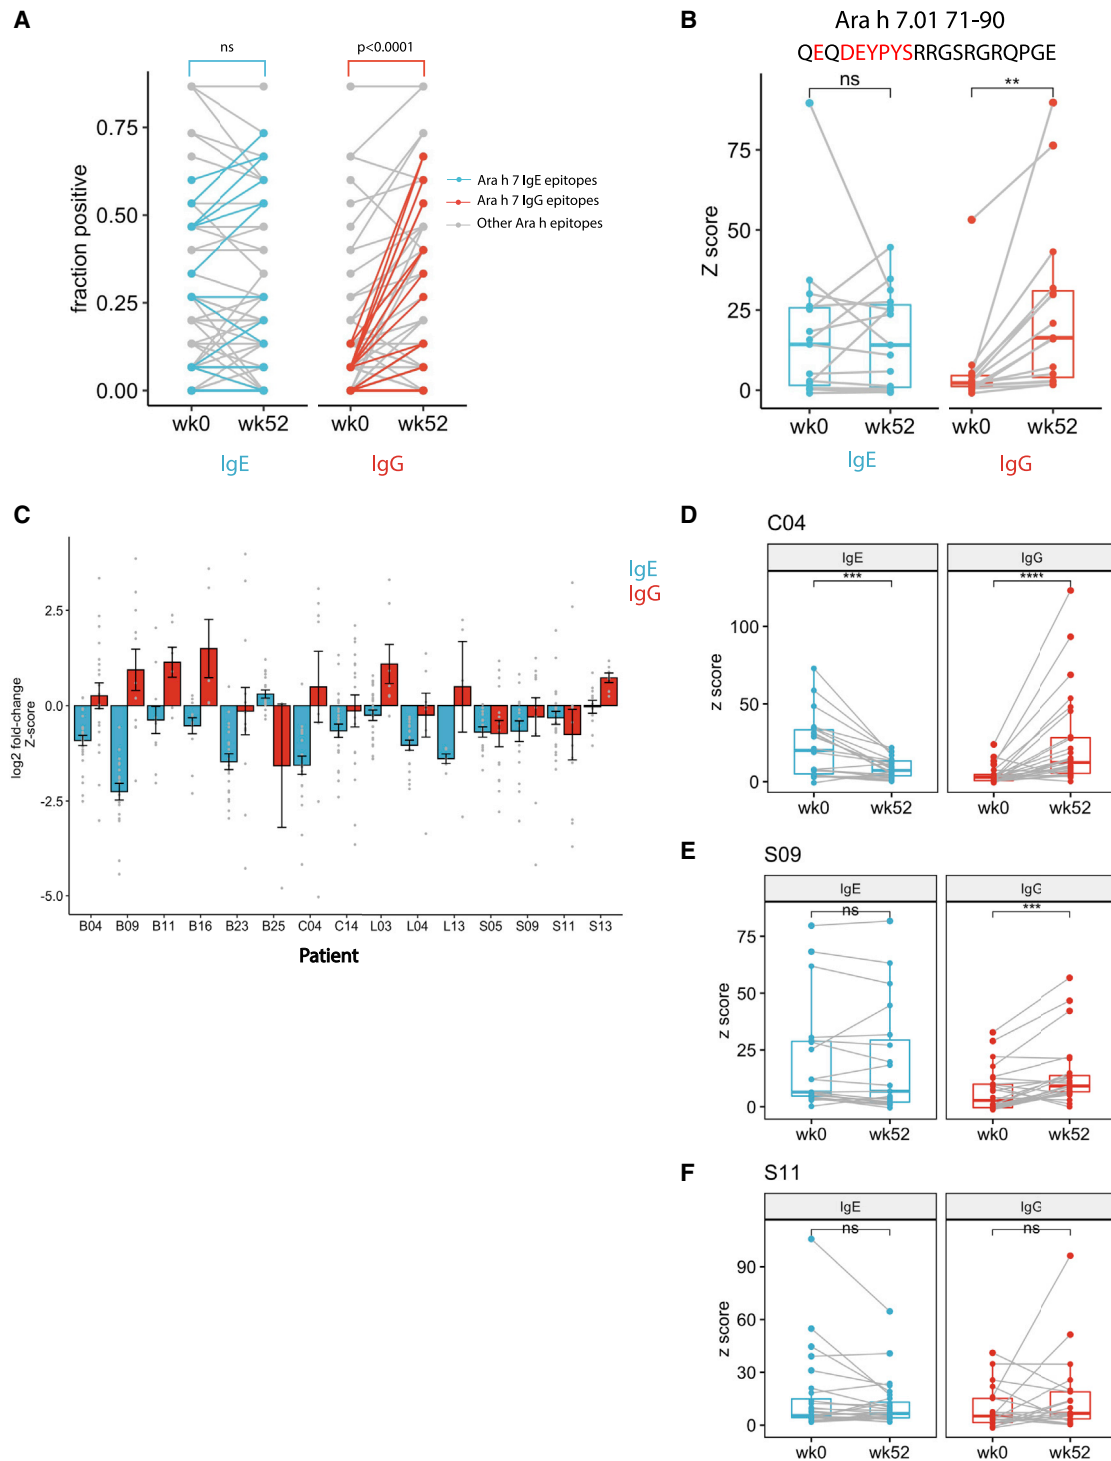 A
ns
p<0.0001
fraction positive
0.75
0.50
0.25
0.00
wk0 wk52 wk0 wk52
IgE IgG
Ara h 7 IgE epitopes
Ara h 7 IgG epitopes
Other Ara h epitopes
B
Ara h 7.01 71-90
QEQDEYPYSRRGSRGRQPGE
ns
**
Z score
75
50
25
0
wk0 wk52 wk0 wk52
IgE IgG
C
IgE
IgG
log2 fold-change
Z-score
2.5
0.0
-2.5
-5.0
B04 B09 B11 B16 B23 B25 C04 C14 L03 L04 L13 S05 S09 S11 S13
Patient
D
C04
IgE IgG
*** ****
z score
100
50
0
wk0 wk52 wk0 wk52
E
S09
IgE IgG
ns ***
z score
75
50
25
0
wk0 wk52 wk0 wk52
F
S11
IgE IgG
ns ns
z score
90
60
30
0
wk0 wk52 wk0 wk52